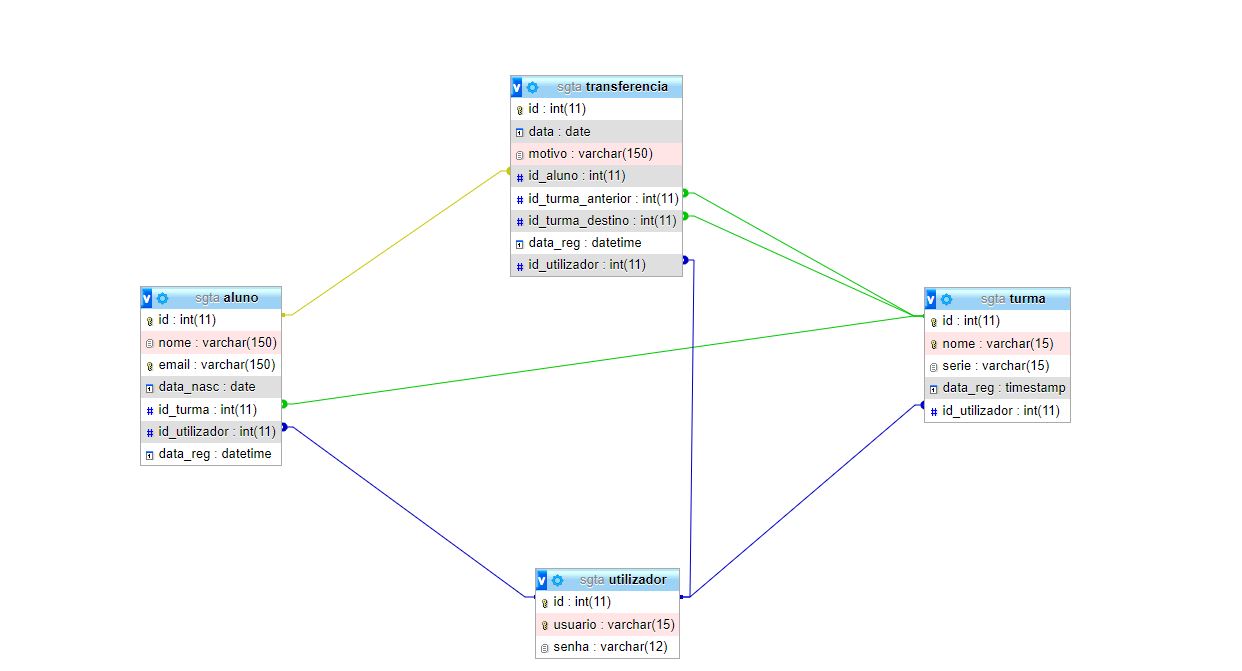 sgta transferencia
id : int(11)
data : date
motivo : varchar(150)
id_aluno : int(11)
id_turma_anterior : int(11)
id_turma_destino : int(11)
data_reg : datetime
id_utilizador : int(11)
sgta aluno
id : int(11)
nome : varchar(150)
email : varchar(150)
data_nasc : date
id_turma : int(11)
id_utilizador : int(11)
data_reg : datetime
sgta turma
id : int(11)
nome : varchar(15)
serie : varchar(15)
data_reg : timestamp
id_utilizador : int(11)
sgta utilizador
id : int(11)
usuario : varchar(15)
senha : varchar(12)